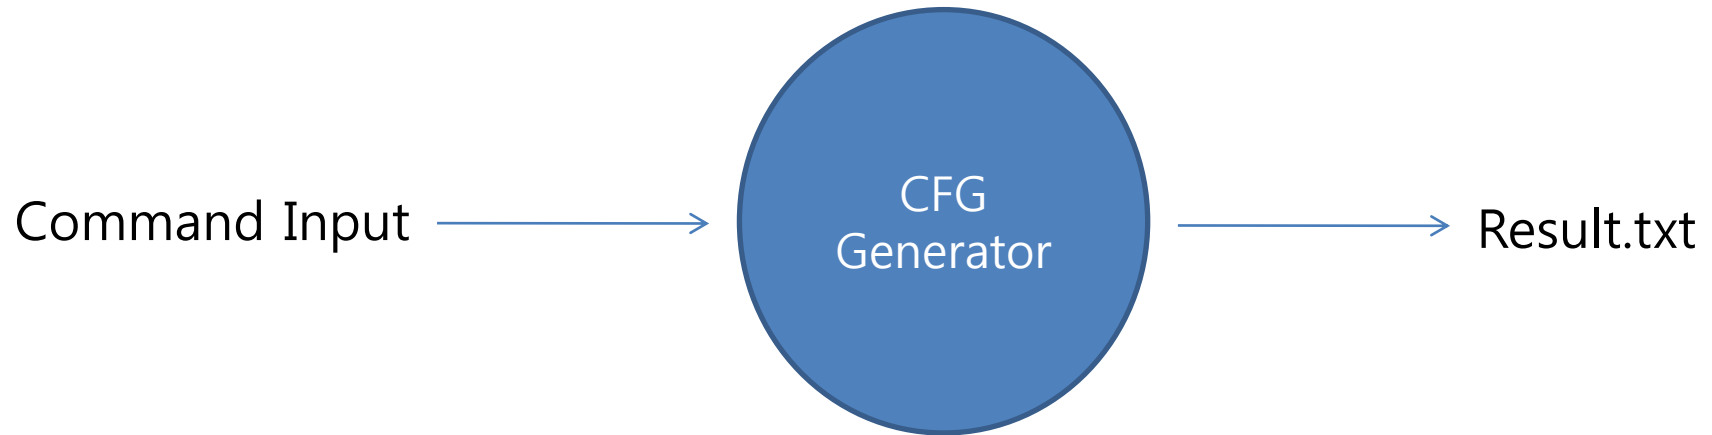 Command Input
CFG
Generator
Result.txt